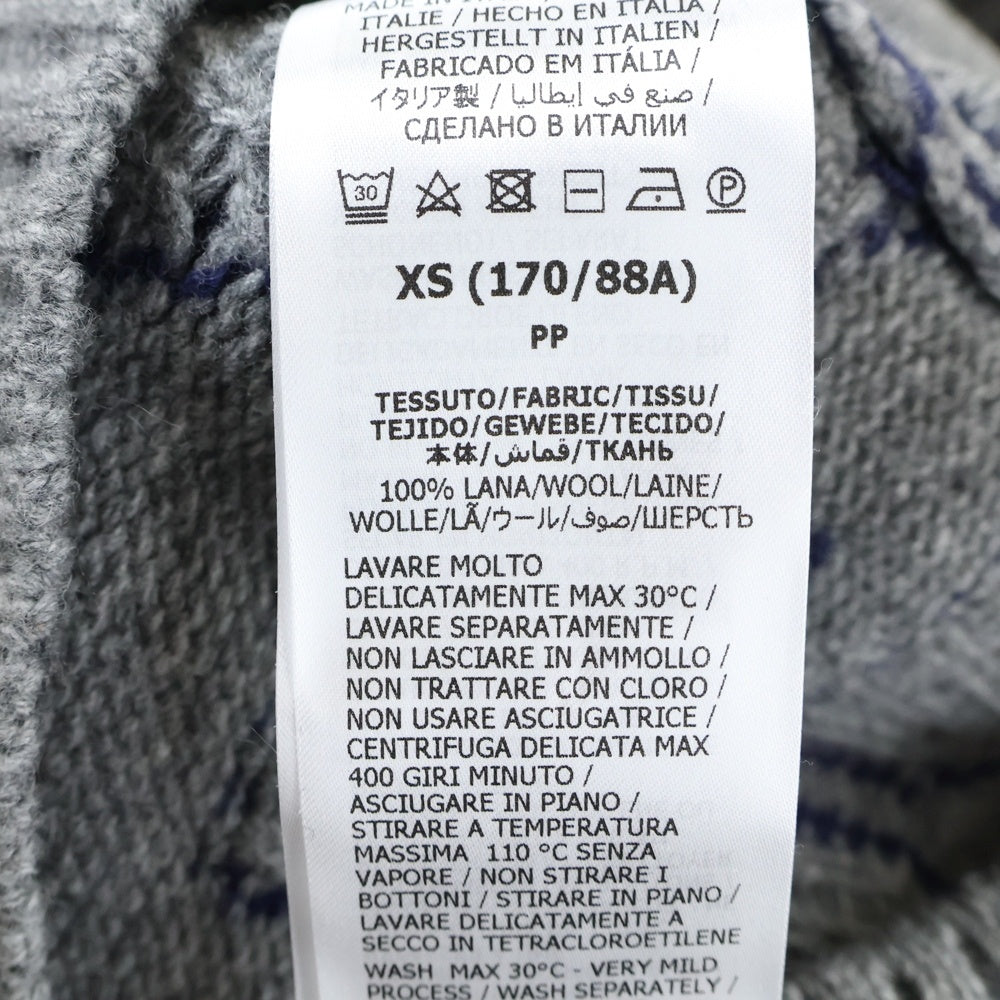 MADE IN
ITALIE / HECHO EN ITALIA /
HERGESTELLT IN ITALIEN /
FABRICADO EM ITÁLIA /
イタリア製 / صنع في إيطاليا /
СДЕЛАНО В ИТАЛИИ
30
P
XS (170/88A)
PP
TESSUTO/FABRIC/TISSU/
TEJIDO/GEWEBE/TECIDO/
本体/قماش/ТКАНЬ
100% LANA/WOOL/LAINE/
WOLLE/LÃ/ウール/صوف/ШЕРСТЬ
LAVARE MOLTO
DELICATAMENTE MAX 30°C /
LAVARE SEPARATAMENTE /
NON LASCIARE IN AMMOLLO /
NON TRATTARE CON CLORO /
NON USARE ASCIUGATRICE /
CENTRIFUGA DELICATA MAX
400 GIRI MINUTO /
ASCIUGARE IN PIANO /
STIRARE A TEMPERATURA
MASSIMA 110 °C SENZA
VAPORE / NON STIRARE I
BOTTONI / STIRARE IN PIANO /
LAVARE DELICATAMENTE A
SECCO IN TETRACLOROETILENE
WASH MAX 30°C - VERY MILD
PROCESS / WASH SEPARATELY /